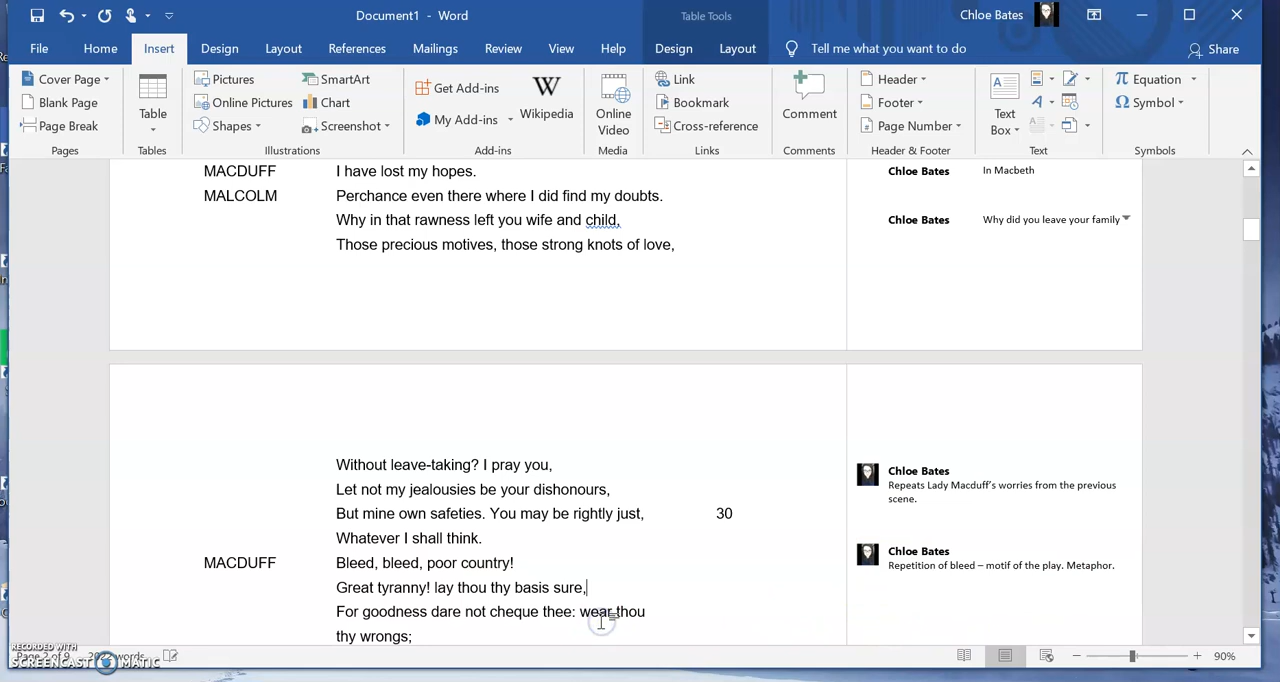 Document1 - Word
Table Tools
Chloe Bates
File Home Insert Design Layout References Mailings Review View Help Design Layout Tell me what you want to do Share
Cover Page
Blank Page
Page Break
Pages
Table
Tables
Pictures
Online Pictures
Shapes
SmartArt
Chart
Screenshot
Illustrations
Get Add-ins
My Add-ins
W
Wikipedia
Add-ins
Online
Video
Media
Link
Bookmark
Cross-reference
Links
Comment
Comments
Header
Footer
Page Number
Header & Footer
A
Text
Box
Text
π Equation
Ω Symbol
Symbols
MACDUFF I have lost my hopes.
MALCOLM Perchance even there where I did find my doubts.
Why in that rawness left you wife and child,
Those precious motives, those strong knots of love,
Chloe Bates In Macbeth
Chloe Bates Why did you leave your family
Without leave-taking? I pray you,
Let not my jealousies be your dishonours,
But mine own safeties. You may be rightly just, 30
Whatever I shall think.
MACDUFF Bleed, bleed, poor country!
Great tyranny! lay thou thy basis sure,
For goodness dare not cheque thee: wear thou
thy wrongs;
Chloe Bates
Repeats Lady Macduff's worries from the previous
scene.
Chloe Bates
Repetition of bleed – motif of the play. Metaphor.
RECORDED WITH
SCREENCAST MATIC
Page 2 of 9 words
90%